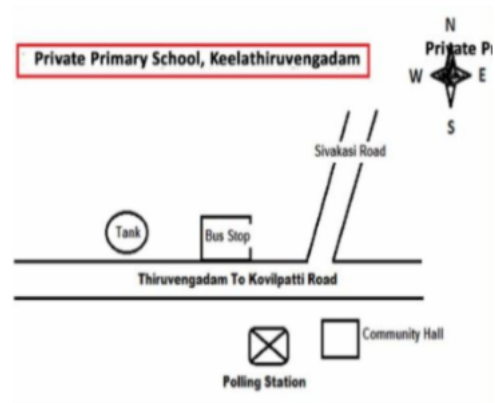 N
Private Primary School, Keelathiruvengadam
Private P
W E
S
Sivakasi Road
Tank
Bus Stop
Thiruvengadam To Kovilpatti Road
Community Hall
Polling Station